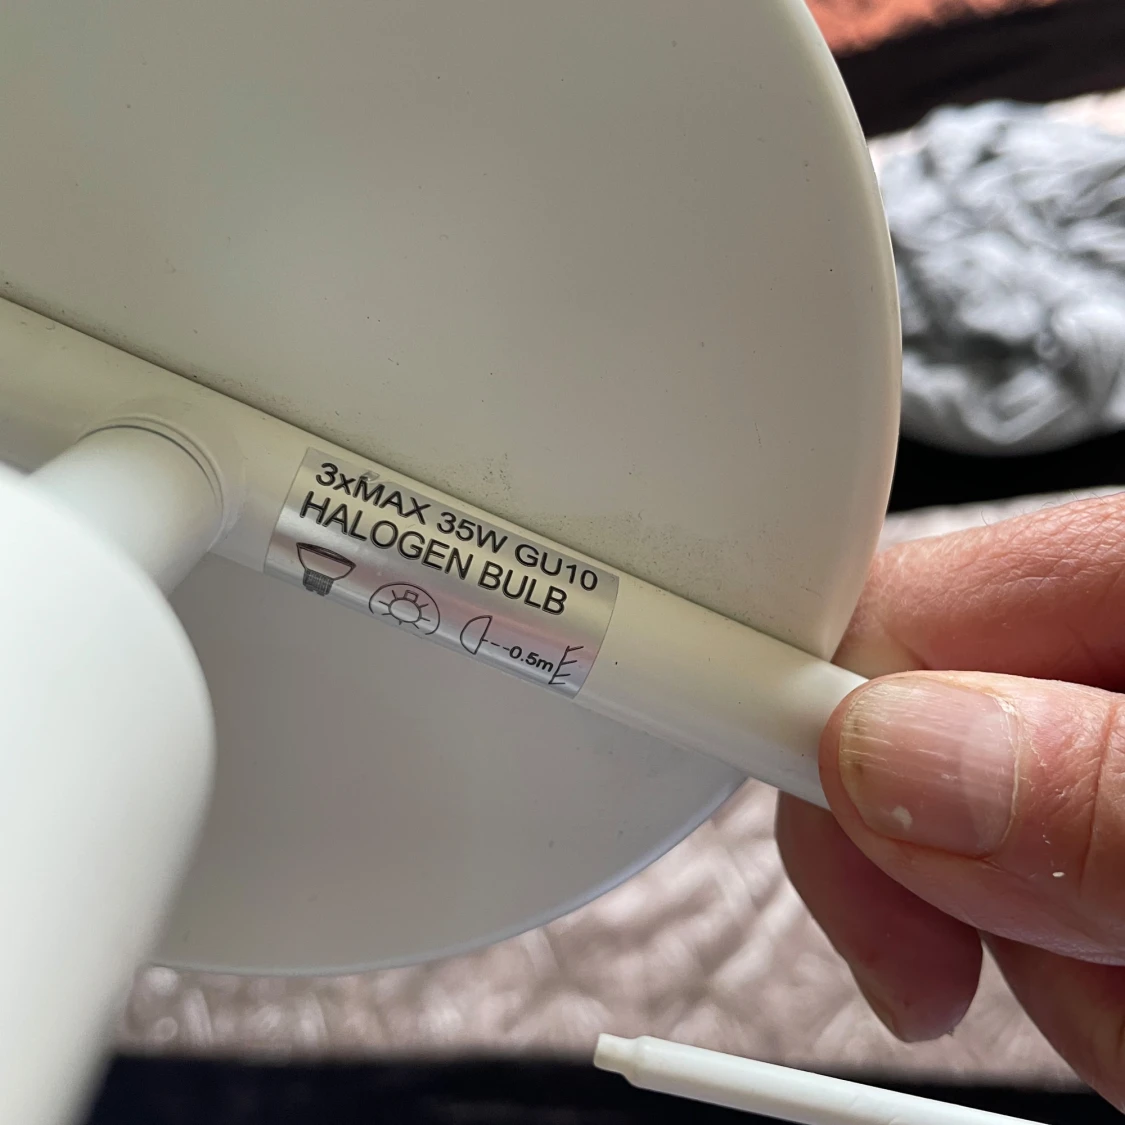 3xMAX 35W GU10
HALOGEN BULB
0.5m